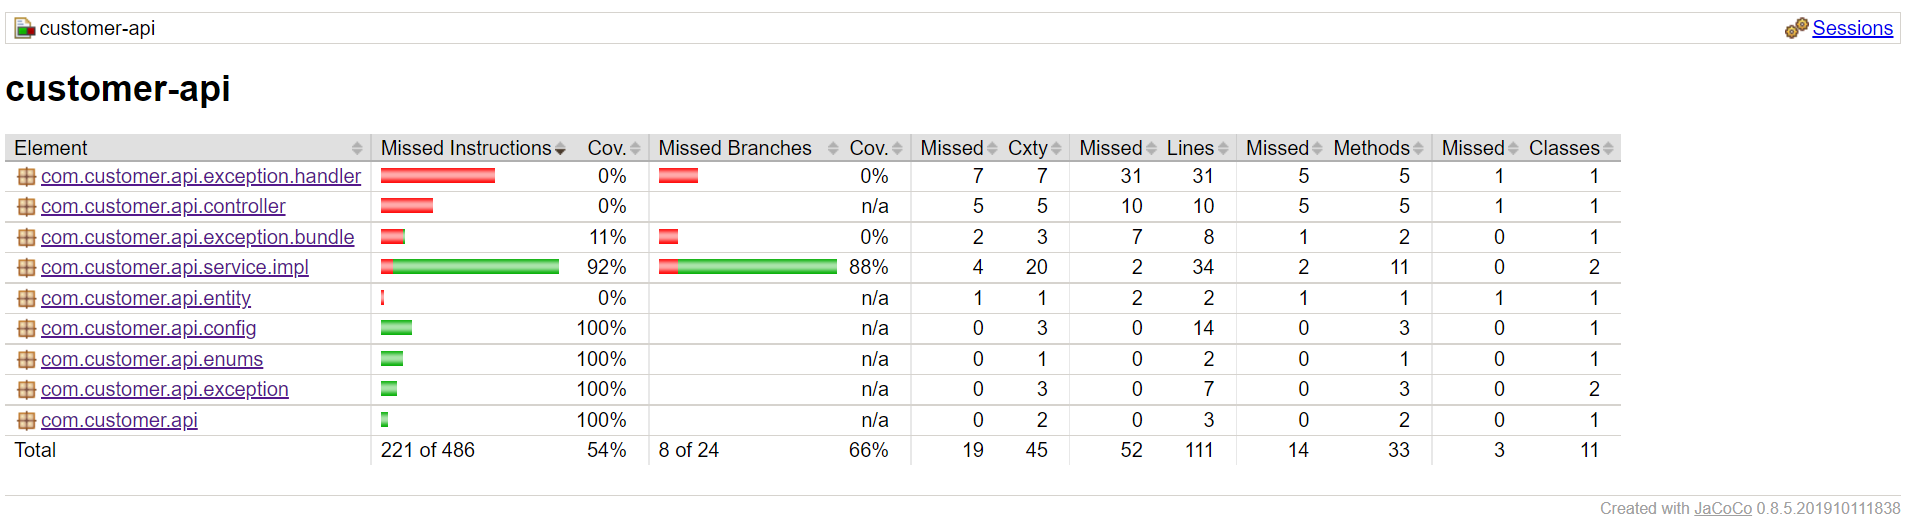 customer-api Sessions
customer-api
Element Missed Instructions Cov. Missed Branches Cov. Missed Cxty Missed Lines Missed Methods Missed Classes
com.customer.api.exception.handler 0% 0% 7 7 31 31 5 5 1 1
com.customer.api.controller 0% n/a 5 5 10 10 5 5 1 1
com.customer.api.exception.bundle 11% 0% 2 3 7 8 1 2 0 1
com.customer.api.service.impl 92% 88% 4 20 2 34 2 11 0 2
com.customer.api.entity 0% n/a 1 1 2 2 1 1 1 1
com.customer.api.config 100% n/a 0 3 0 14 0 3 0 1
com.customer.api.enums 100% n/a 0 1 0 2 0 1 0 1
com.customer.api.exception 100% n/a 0 3 0 7 0 3 0 2
com.customer.api 100% n/a 0 2 0 3 0 2 0 1
Total 221 of 486 54% 8 of 24 66% 19 45 52 111 14 33 3 11
Created with JaCoCo 0.8.5.201910111838